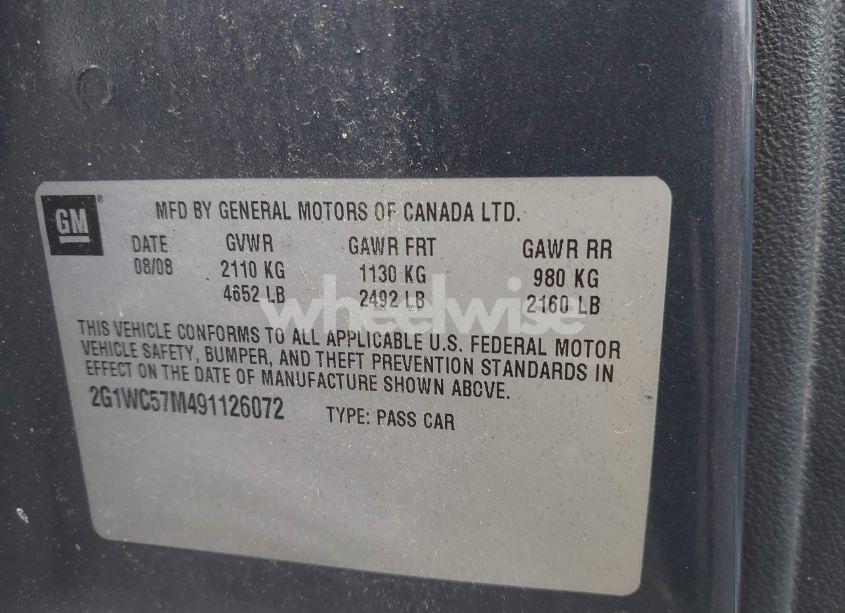 GM ® MFD BY GENERAL MOTORS OF CANADA LTD.
DATE GVWR GAWR FRT GAWR RR
08/08 2110 KG 1130 KG 980 KG
4652 LB 2492 LB 2160 LB
wheelwise
THIS VEHICLE CONFORMS TO ALL APPLICABLE U.S. FEDERAL MOTOR
VEHICLE SAFETY, BUMPER, AND THEFT PREVENTION STANDARDS IN
EFFECT ON THE DATE OF MANUFACTURE SHOWN ABOVE.
2G1WC57M491126072 TYPE: PASS CAR